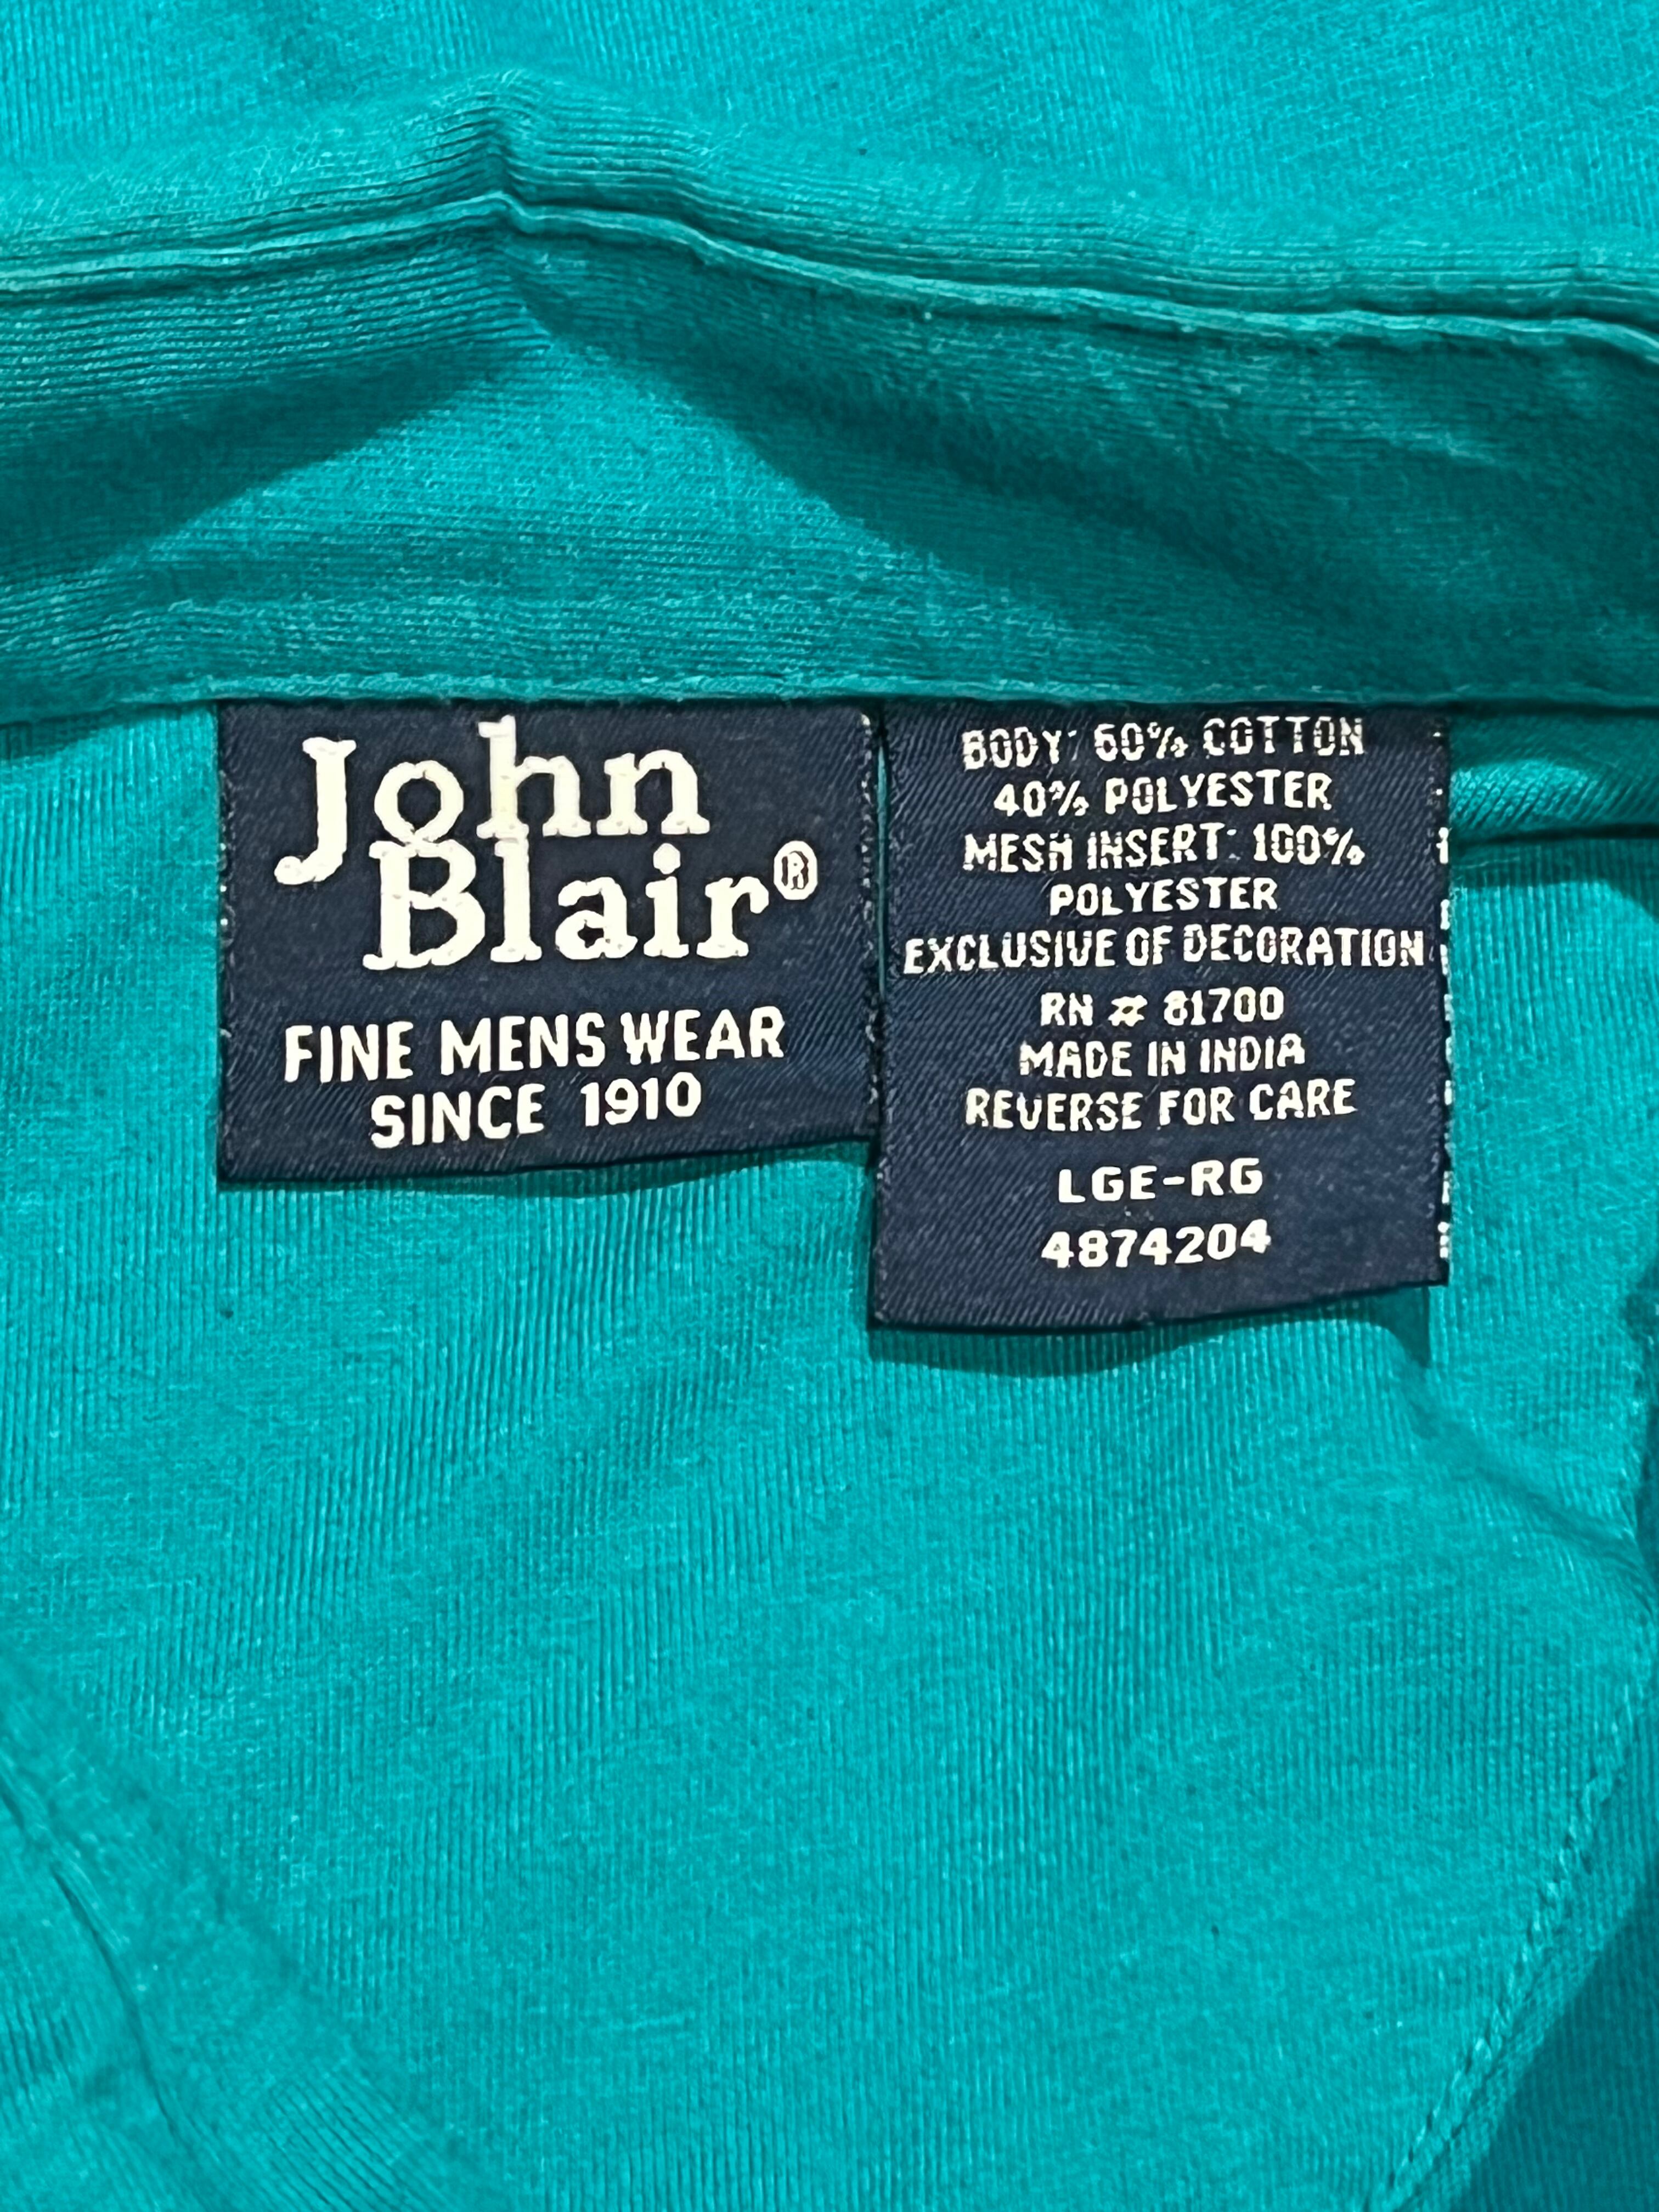 John
Blair®
FINE MENS WEAR
SINCE 1910
BODY: 60% COTTON
40% POLYESTER
MESH INSERT: 100%
POLYESTER
EXCLUSIVE OF DECORATION
RN # 81700
MADE IN INDIA
REVERSE FOR CARE
LGE-RG
4874204